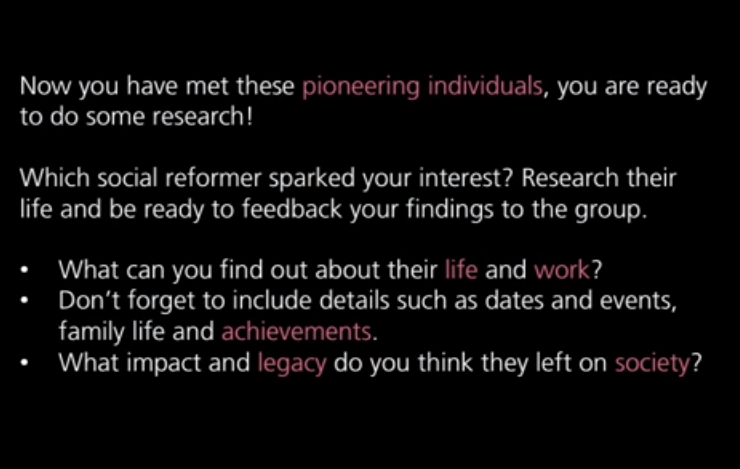 Now you have met these pioneering individuals, you are ready
to do some research!
Which social reformer sparked your interest? Research their
life and be ready to feedback your findings to the group.
• What can you find out about their life and work?
• Don't forget to include details such as dates and events,
family life and achievements.
• What impact and legacy do you think they left on society?